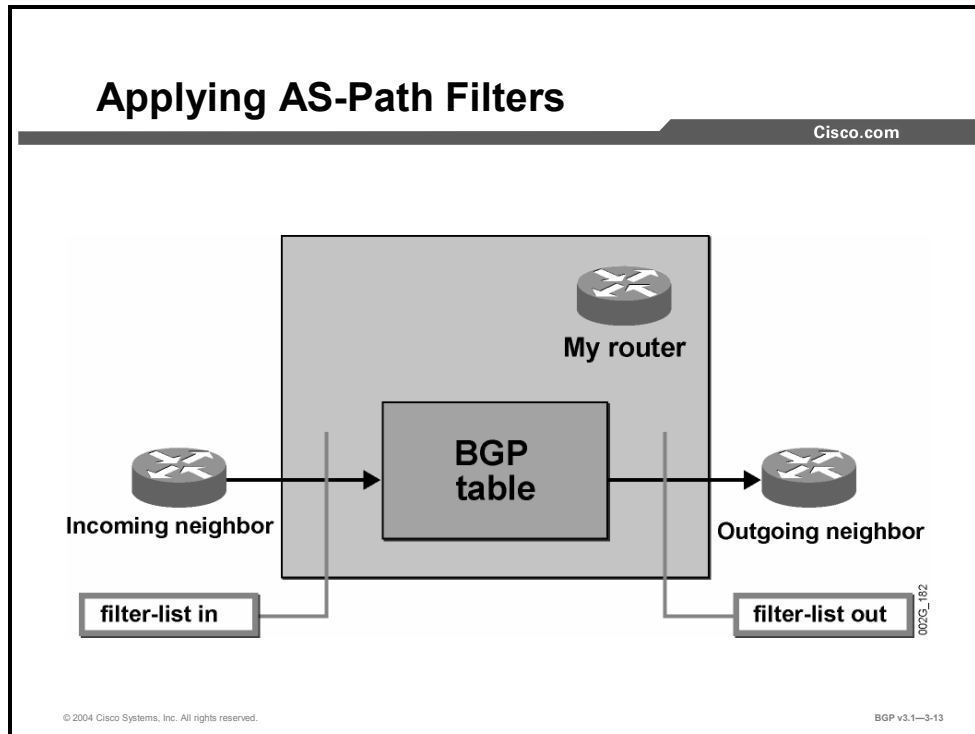 Applying AS-Path Filters
Cisco.com
My router
BGP
table
Incoming neighbor
Outgoing neighbor
filter-list in
filter-list out
002G_182
© 2004 Cisco Systems, Inc. All rights reserved.
BGP v3.1—3-13